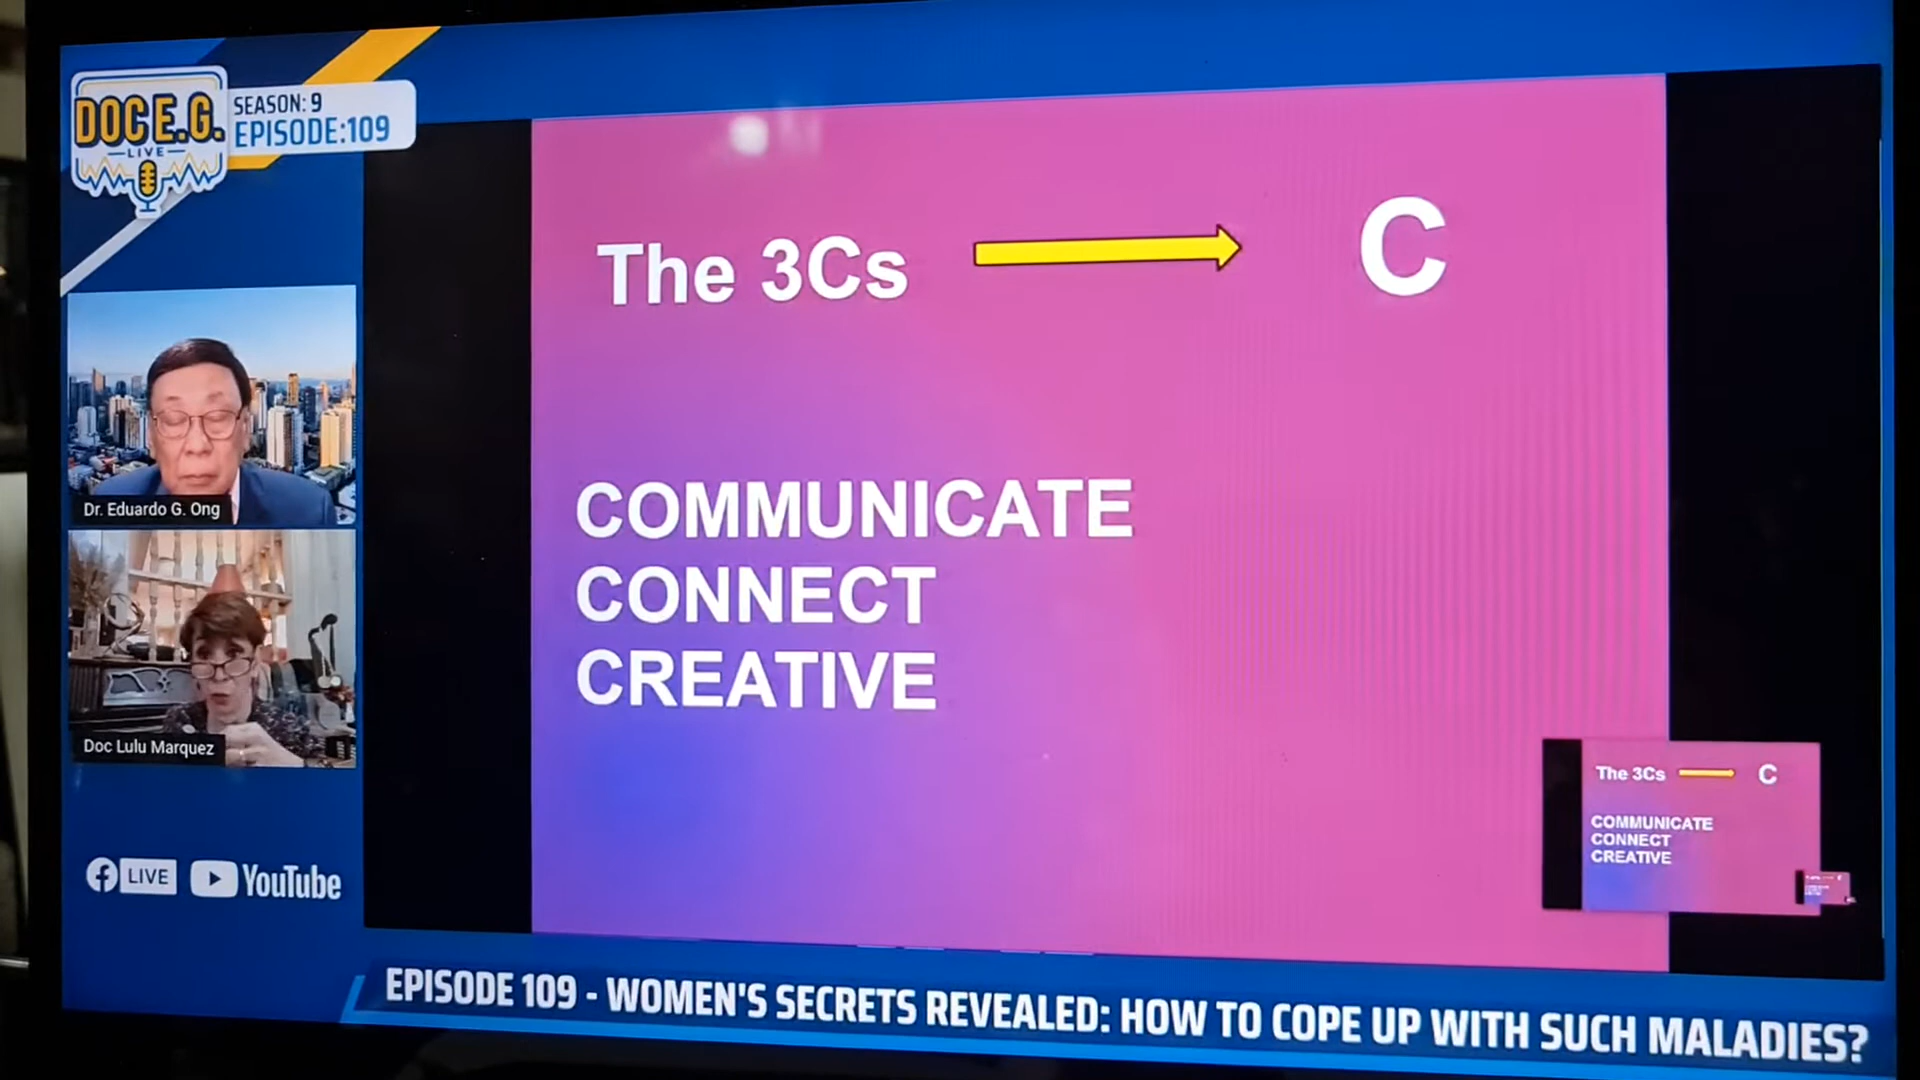 DOC E.G.
LIVE
SEASON: 9
EPISODE:109
The 3Cs
C
COMMUNICATE
CONNECT
CREATIVE
Dr. Eduardo G. Ong
Doc Lulu Marquez
LIVE
YouTube
The 3Cs
C
COMMUNICATE
CONNECT
CREATIVE
EPISODE 109 - WOMEN'S SECRETS REVEALED: HOW TO COPE UP WITH SUCH MALADIES?